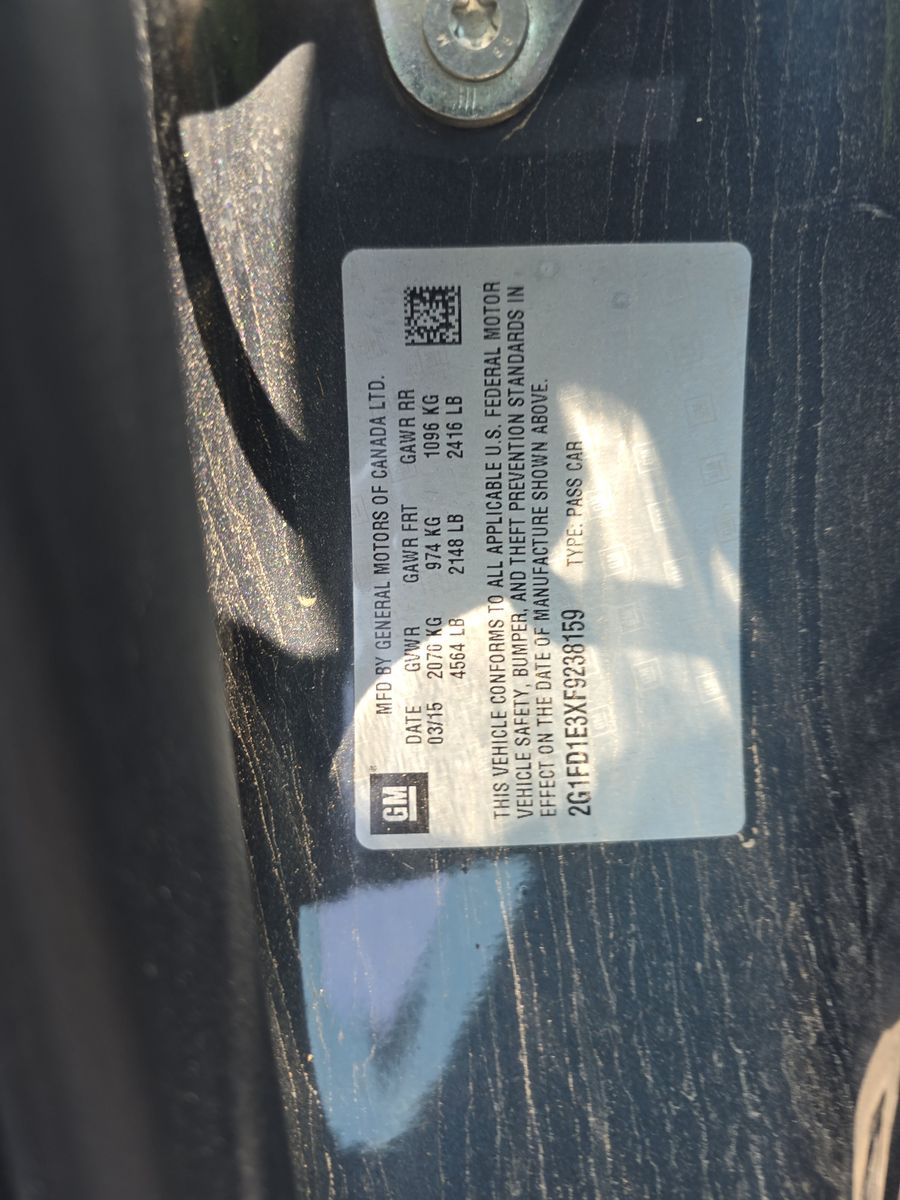 GM
MFD BY GENERAL MOTORS OF CANADA LTD.
DATE GVWR GAWR FRT GAWR RR
03/15 2070 KG 974 KG 1096 KG
4564 LB 2148 LB 2416 LB
THIS VEHICLE CONFORMS TO ALL APPLICABLE U.S. FEDERAL MOTOR
VEHICLE SAFETY, BUMPER, AND THEFT PREVENTION STANDARDS IN
EFFECT ON THE DATE OF MANUFACTURE SHOWN ABOVE.
2G1FD1E3XF9238159 TYPE: PASS CAR